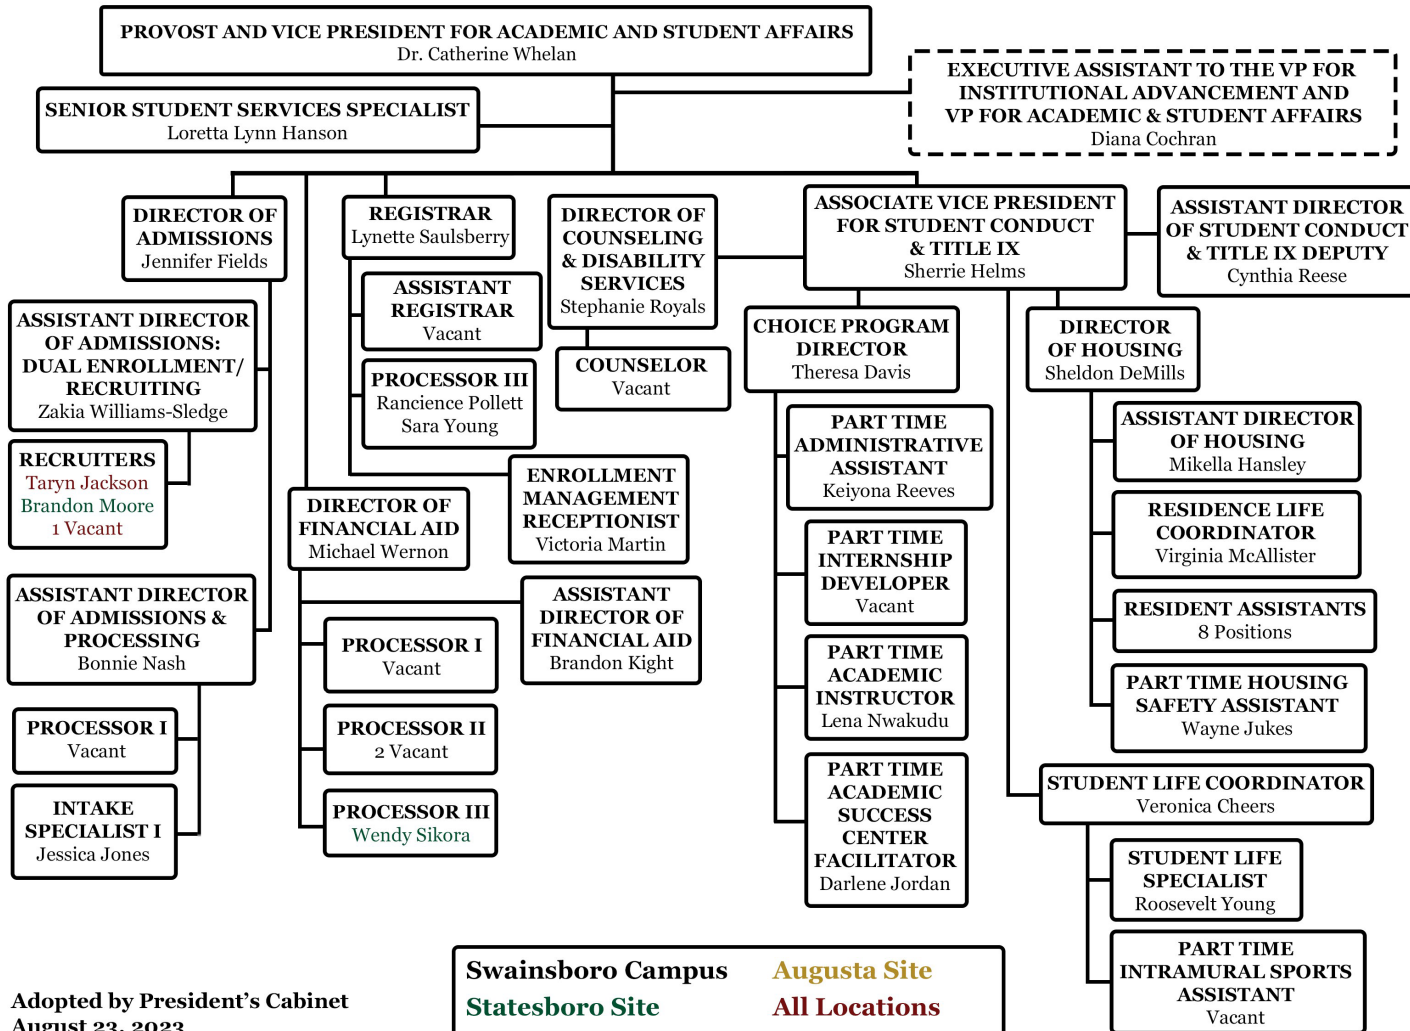 PROVOST AND VICE PRESIDENT FOR ACADEMIC AND STUDENT AFFAIRS
Dr. Catherine Whelan
EXECUTIVE ASSISTANT TO THE VP FOR
INSTITUTIONAL ADVANCEMENT AND
VP FOR ACADEMIC & STUDENT AFFAIRS
Diana Cochran
SENIOR STUDENT SERVICES SPECIALIST
Loretta Lynn Hanson
DIRECTOR OF
ADMISSIONS
Jennifer Fields
ASSISTANT DIRECTOR
OF ADMISSIONS:
DUAL ENROLLMENT/
RECRUITING
Zakia Williams-Sledge
RECRUITERS
Taryn Jackson
Brandon Moore
1 Vacant
ASSISTANT DIRECTOR
OF ADMISSIONS &
PROCESSING
Bonnie Nash
PROCESSOR I
Vacant
INTAKE
SPECIALIST I
Jessica Jones
REGISTRAR
Lynette Saulsberry
ASSISTANT
REGISTRAR
Vacant
PROCESSOR III
Rancience Pollett
Sara Young
ENROLLMENT
MANAGEMENT
RECEPTIONIST
Victoria Martin
DIRECTOR OF
FINANCIAL AID
Michael Wernon
ASSISTANT
DIRECTOR OF
FINANCIAL AID
Brandon Kight
PROCESSOR I
Vacant
PROCESSOR II
2 Vacant
PROCESSOR III
Wendy Sikora
DIRECTOR OF
COUNSELING
& DISABILITY
SERVICES
Stephanie Royals
COUNSELOR
Vacant
ASSOCIATE VICE PRESIDENT
FOR STUDENT CONDUCT
& TITLE IX
Sherrie Helms
ASSISTANT DIRECTOR
OF STUDENT CONDUCT
& TITLE IX DEPUTY
Cynthia Reese
CHOICE PROGRAM
DIRECTOR
Theresa Davis
PART TIME
ADMINISTRATIVE
ASSISTANT
Keiyona Reeves
PART TIME
INTERNSHIP
DEVELOPER
Vacant
PART TIME
ACADEMIC
INSTRUCTOR
Lena Nwakudu
PART TIME
ACADEMIC
SUCCESS
CENTER
FACILITATOR
Darlene Jordan
DIRECTOR
OF HOUSING
Sheldon DeMills
ASSISTANT DIRECTOR
OF HOUSING
Mikella Hansley
RESIDENCE LIFE
COORDINATOR
Virginia McAllister
RESIDENT ASSISTANTS
8 Positions
PART TIME HOUSING
SAFETY ASSISTANT
Wayne Jukes
STUDENT LIFE COORDINATOR
Veronica Cheers
STUDENT LIFE
SPECIALIST
Roosevelt Young
PART TIME
INTRAMURAL SPORTS
ASSISTANT
Vacant
Swainsboro Campus
Augusta Site
Statesboro Site
All Locations
Adopted by President's Cabinet
August 23, 2023